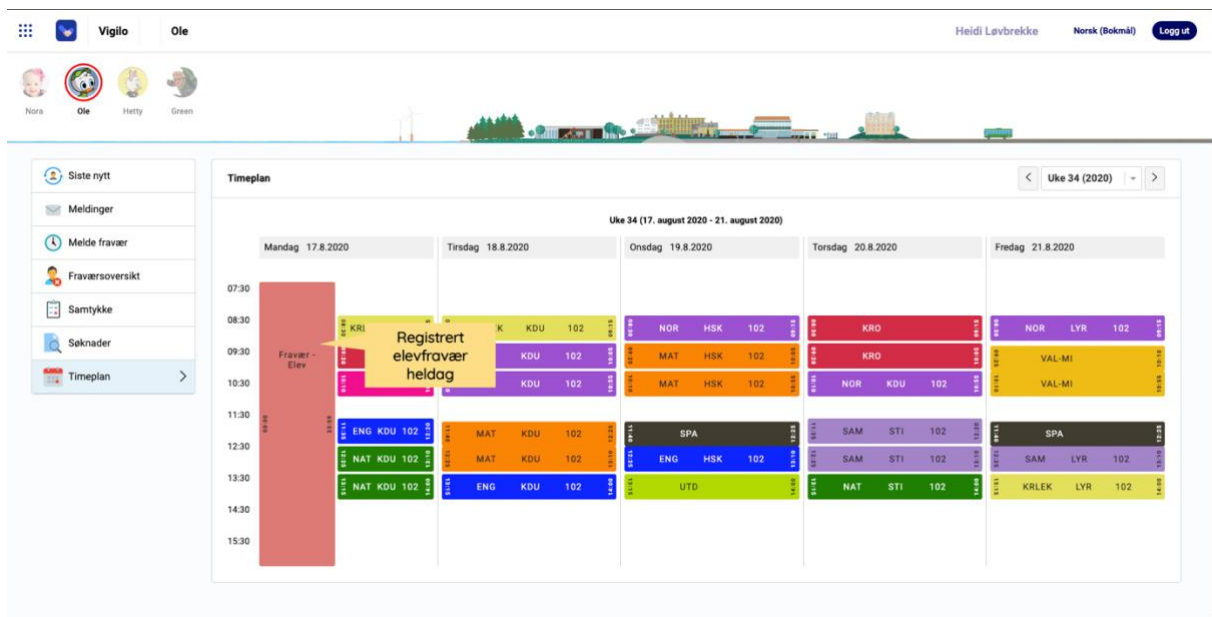 Vigilo Ole Heidi Løvbrekke Norsk (Bokmål) Logg ut
Nora Ole Hetty Green
Siste nytt
Meldinger
Melde fravær
Fraværsoversikt
Samtykke
Søknader
Timeplan
Timeplan Uke 34 (2020)
Uke 34 (17. august 2020 - 21. august 2020)
Mandag 17.8.2020 Tirsdag 18.8.2020 Onsdag 19.8.2020 Torsdag 20.8.2020 Fredag 21.8.2020
07:30
08:30
09:30
10:30
11:30
12:30
13:30
14:30
15:30
Fravær -
Elev
Registrert
elevfravær
heldag
ENG KDU 102
NAT KDU 102
NAT KDU 102
KDU 102
KDU 102
KDU 102
MAT KDU 102
MAT KDU 102
ENG KDU 102
NOR HSK 102
MAT HSK 102
MAT HSK 102
SPA
ENG HSK 102
UTD
KRO
KRO
NOR KDU 102
SAM STI 102
SAM STI 102
NAT STI 102
NOR LYR 102
VAL-MI
VAL-MI
SPA
SAM LYR 102
KRLEK LYR 102